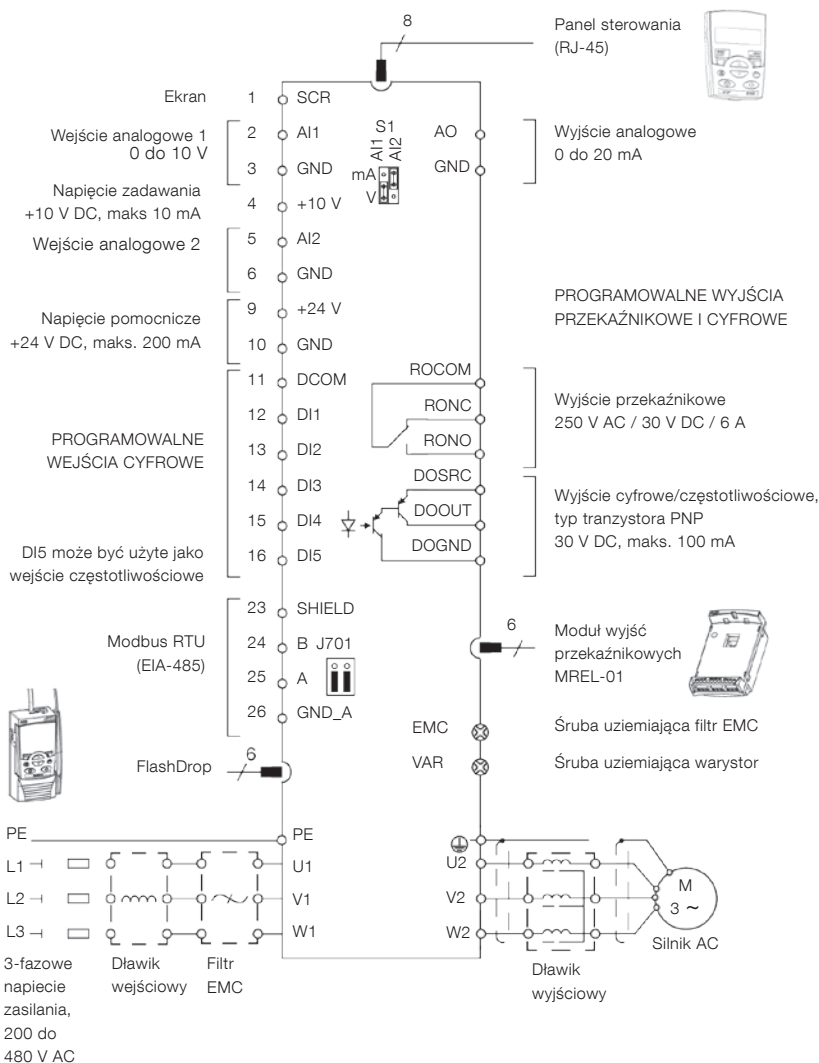 8
Panel sterowania
(RJ-45)
Ekran 1 SCR
Wejście analogowe 1
0 do 10 V
2 AI1
3 GND
S1
AI1
AI2
mA
V
AO
GND
Wyjście analogowe
0 do 20 mA
Napięcie zadawania
+10 V DC, maks 10 mA
4 +10 V
Wejście analogowe 2
5 AI2
6 GND
Napięcie pomocnicze
+24 V DC, maks. 200 mA
9 +24 V
10 GND
PROGRAMOWALNE WYJŚCIA
PRZEKAŹNIKOWE I CYFROWE
PROGRAMOWALNE
WEJŚCIA CYFROWE
11 DCOM
12 DI1
13 DI2
14 DI3
15 DI4
16 DI5
DI5 może być użyte jako
wejście częstotliwościowe
ROCOM
RONC
RONO
Wyjście przekaźnikowe
250 V AC / 30 V DC / 6 A
DOSRC
DOOUT
DOGND
Wyjście cyfrowe/częstotliwościowe,
typ tranzystora PNP
30 V DC, maks. 100 mA
Modbus RTU
(EIA-485)
23 SHIELD
24 B J701
25 A
26 GND_A
6
Moduł wyjść
przekaźnikowych
MREL-01
EMC Śruba uziemiająca filtr EMC
VAR Śruba uziemiająca warystor
FlashDrop 6
PE PE
L1 U1 U2
L2 V1 V2
L3 W1 W2
M
3 ~
Silnik AC
3-fazowe
napiecie
zasilania,
200 do
480 V AC
Dławik
wejściowy
Filtr
EMC
Dławik
wyjściowy